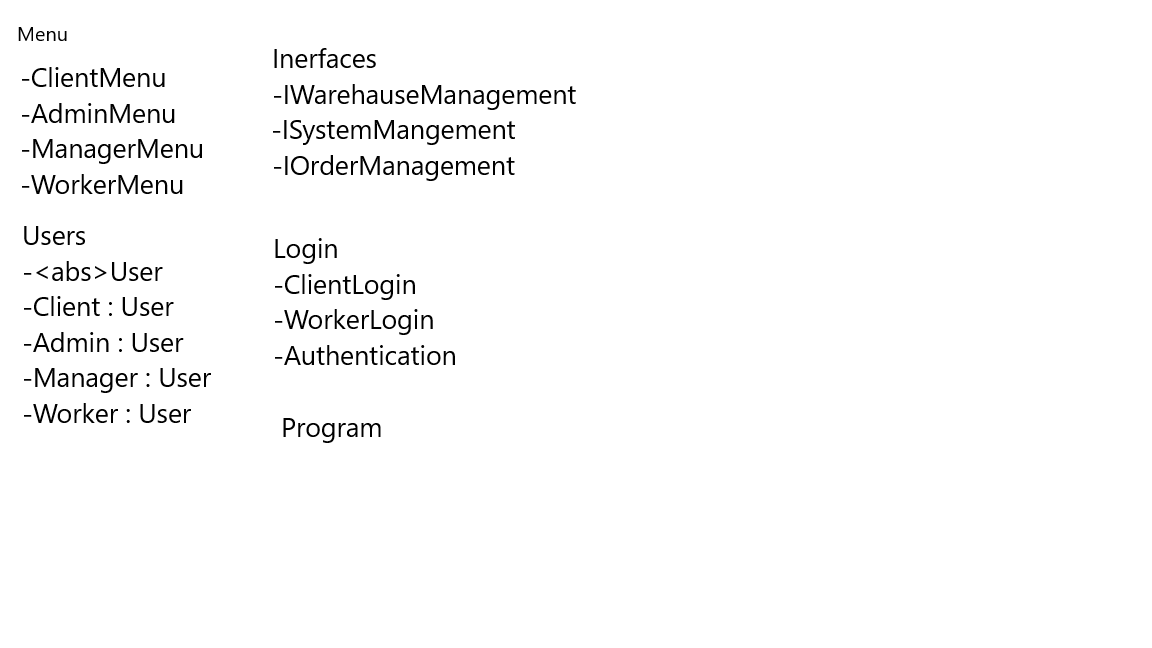 Menu
-ClientMenu
-AdminMenu
-ManagerMenu
-WorkerMenu
Users
-<abs>User
-Client : User
-Admin : User
-Manager : User
-Worker : User
Inerfaces
-IWarehauseManagement
-ISystemMangement
-IOrderManagement
Login
-ClientLogin
-WorkerLogin
-Authentication
Program